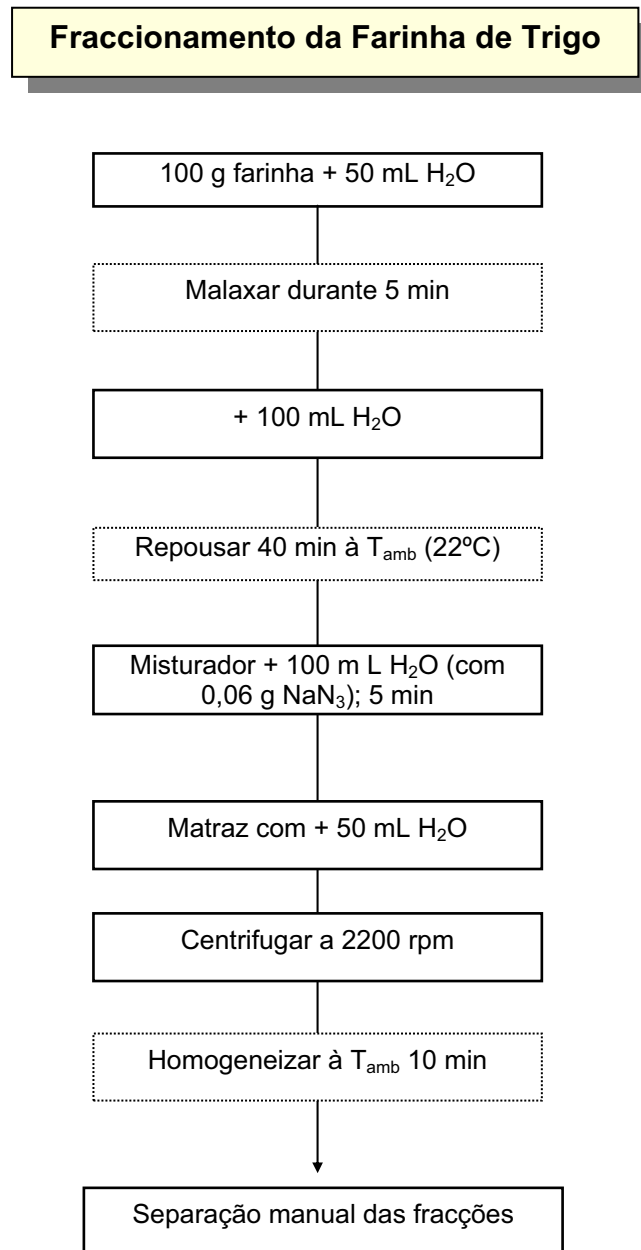 Fraccionamento da Farinha de Trigo
100 g farinha + 50 mL H₂O
Malaxar durante 5 min
+ 100 mL H₂O
Repousar 40 min à Tₐₘb (22ºC)
Misturador + 100 m L H₂O (com
0,06 g NaN₃); 5 min
Matraz com + 50 mL H₂O
Centrifugar a 2200 rpm
Homogeneizar à Tₐₘb 10 min
Separação manual das fracções